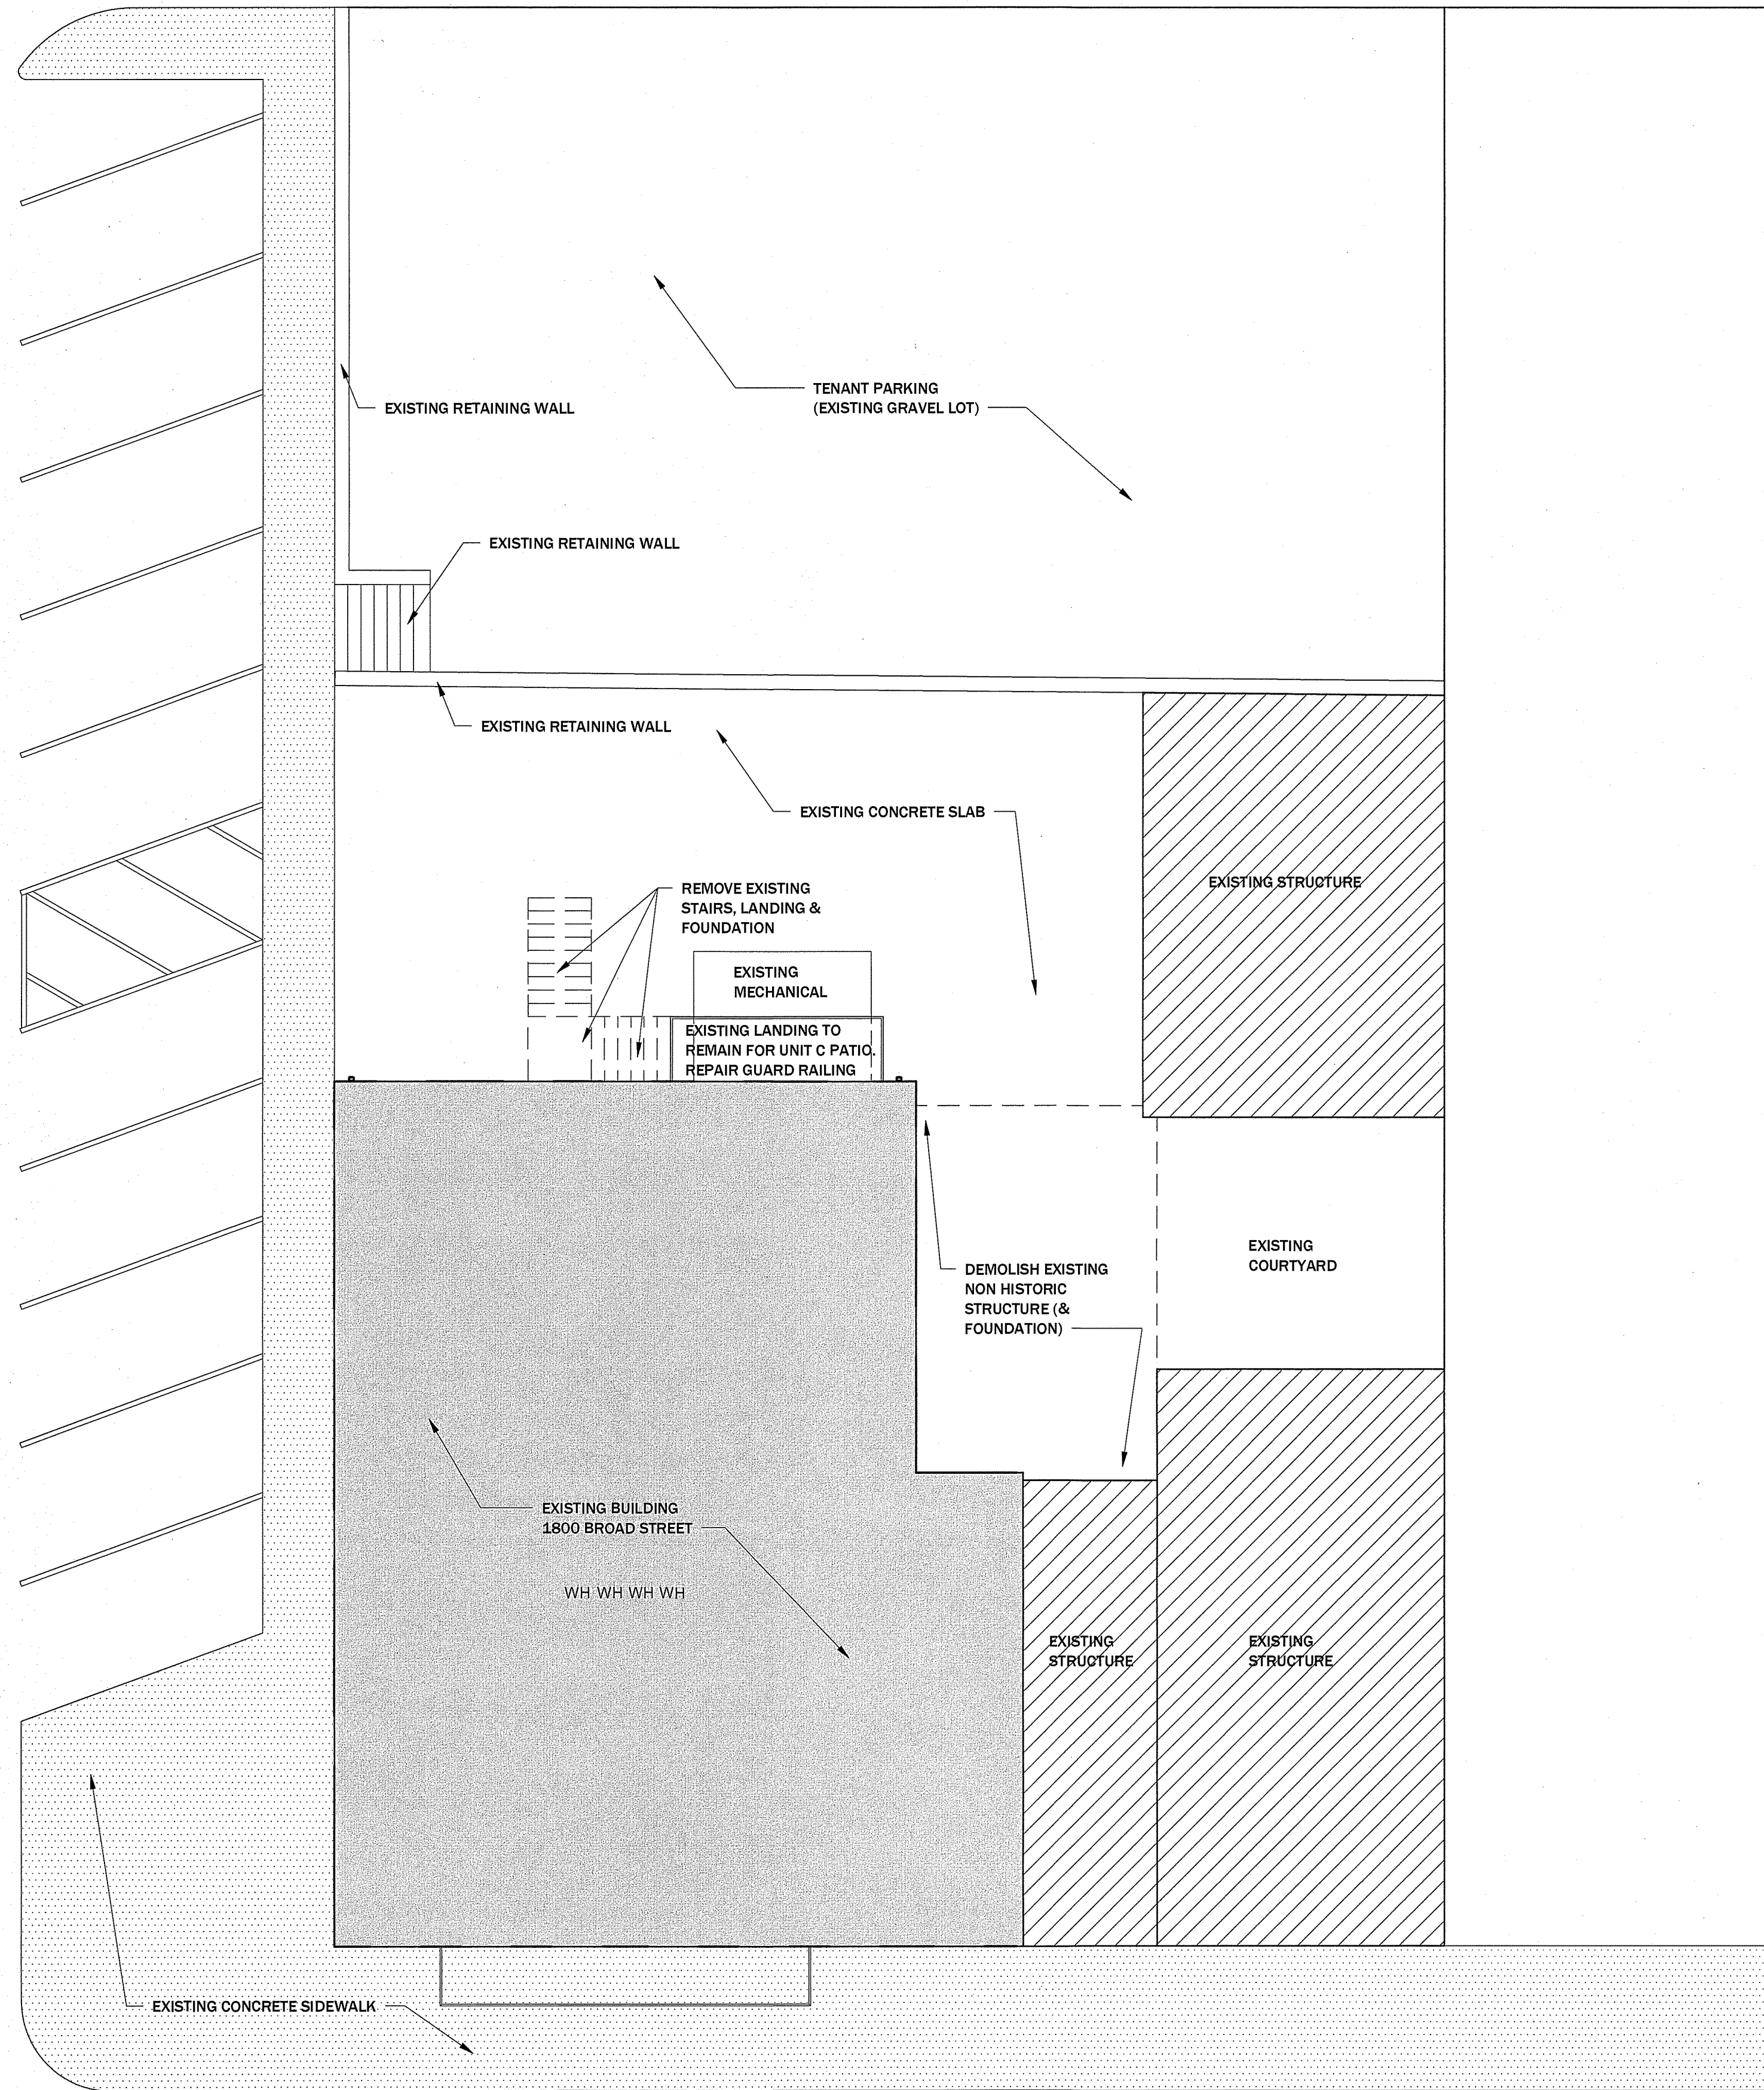 TENANT PARKING
(EXISTING GRAVEL LOT)
EXISTING RETAINING WALL
EXISTING RETAINING WALL
EXISTING RETAINING WALL
EXISTING CONCRETE SLAB
EXISTING STRUCTURE
REMOVE EXISTING
STAIRS, LANDING &
FOUNDATION
EXISTING
MECHANICAL
EXISTING LANDING TO
REMAIN FOR UNIT C PATIO.
REPAIR GUARD RAILING
EXISTING
COURTYARD
DEMOLISH EXISTING
NON HISTORIC
STRUCTURE (&
FOUNDATION)
EXISTING BUILDING
1800 BROAD STREET
WH WH WH WH
EXISTING
STRUCTURE
EXISTING
STRUCTURE
EXISTING CONCRETE SIDEWALK